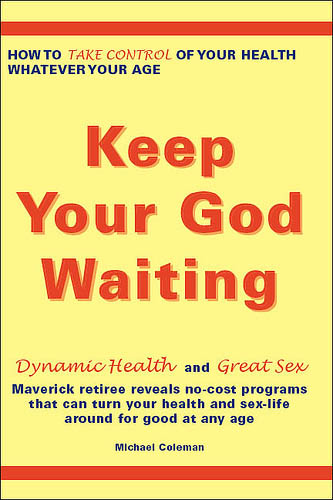 HOW TO TAKE CONTROL OF YOUR HEALTH
WHATEVER YOUR AGE
Keep
Your God
Waiting
Dynamic Health and Great Sex
Maverick retiree reveals no-cost programs
that can turn your health and sex-life
around for good at any age
Michael Coleman